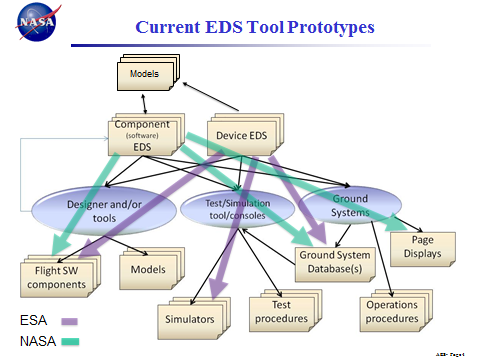 NASA
Current EDS Tool Prototypes
Models
Component
(software)
EDS
Device EDS
Designer and/or
tools
Test/Simulation
tool/consoles
Ground
Systems
Flight SW
components
Models
Simulators
Test
procedures
Ground System
Database(s)
Operations
procedures
Page
Displays
ESA
NASA